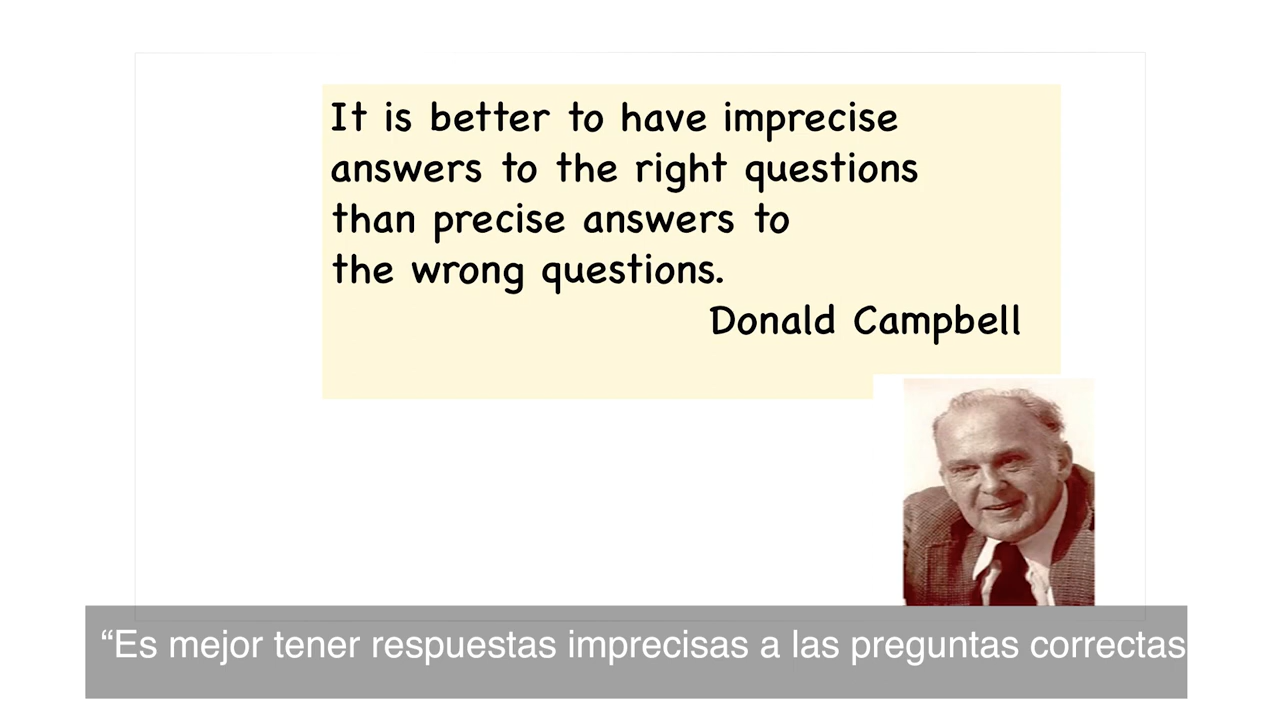 It is better to have imprecise
answers to the right questions
than precise answers to
the wrong questions.
Donald Campbell
“Es mejor tener respuestas imprecisas a las preguntas correctas